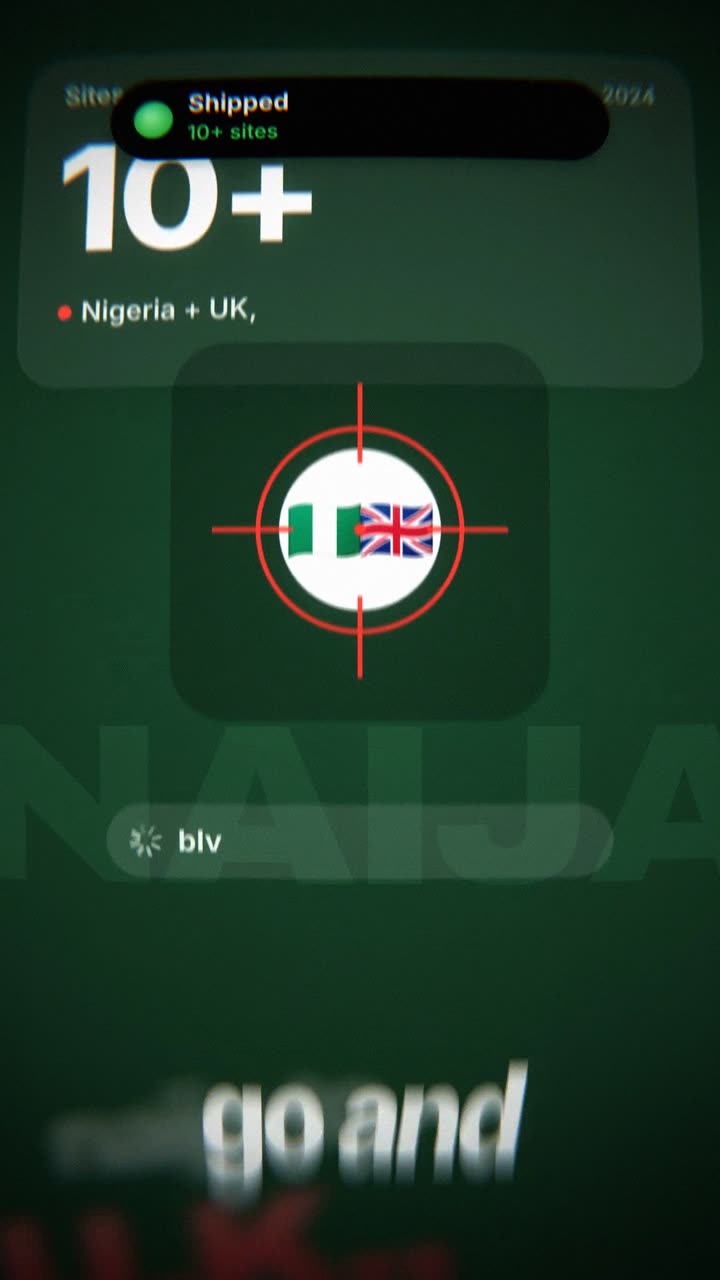 Shipped
10+ sites
2024
10+
Nigeria + UK,
NAIJA
blv
go and